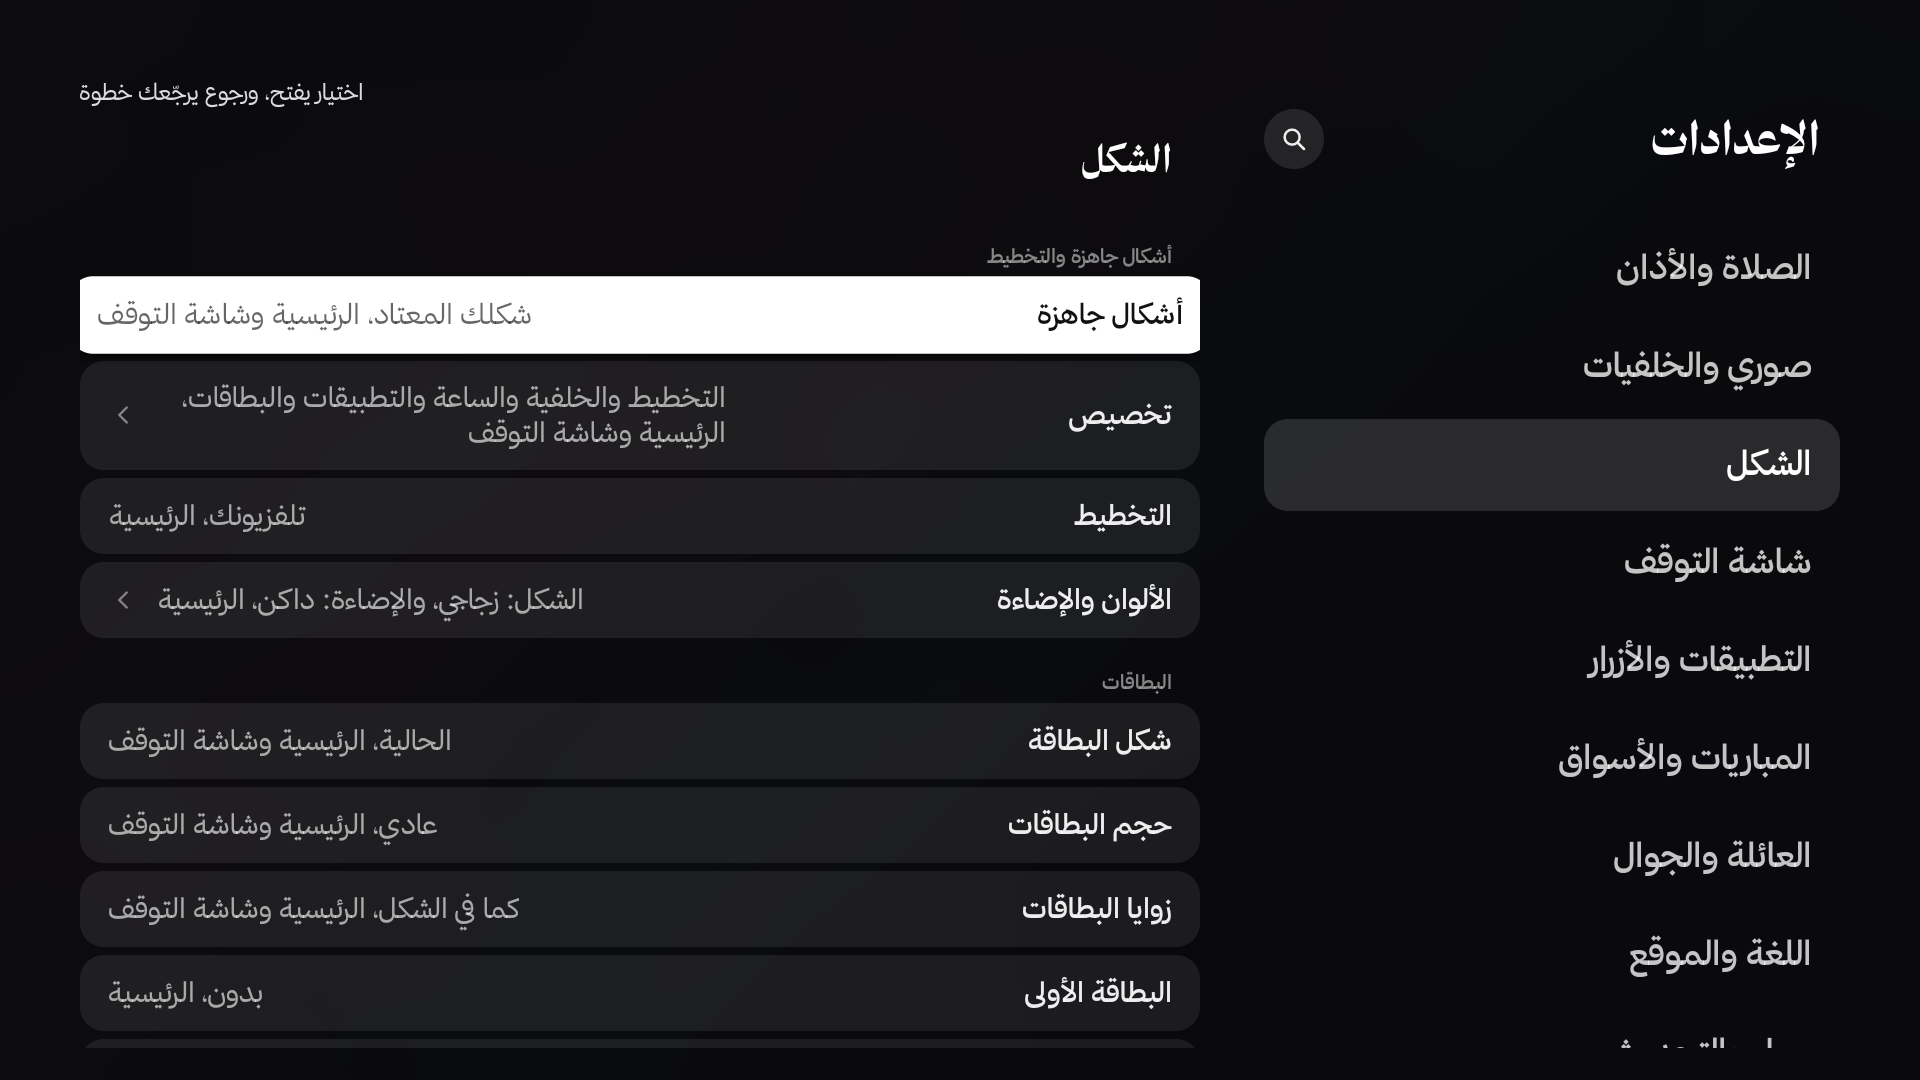 الإعدادات
الصلاة والأذان
صوري والخلفيات
الشكل
شاشة التوقف
التطبيقات والأزرار
المباريات والأسواق
العائلة والجوال
اللغة والموقع
اختيار يفتح، ورجوع يرجّعك خطوة
الشكل
أشكال جاهزة والتخطيط
أشكال جاهزة
شكلك المعتاد، الرئيسية وشاشة التوقف
تخصيص
التخطيط والخلفية والساعة والتطبيقات والبطاقات،
الرئيسية وشاشة التوقف
التخطيط
تلفزيونك، الرئيسية
الألوان والإضاءة
الشكل: زجاجي، والإضاءة: داكن، الرئيسية
البطاقات
شكل البطاقة
الحالية، الرئيسية وشاشة التوقف
حجم البطاقات
عادي، الرئيسية وشاشة التوقف
زوايا البطاقات
كما في الشكل، الرئيسية وشاشة التوقف
البطاقة الأولى
بدون، الرئيسية